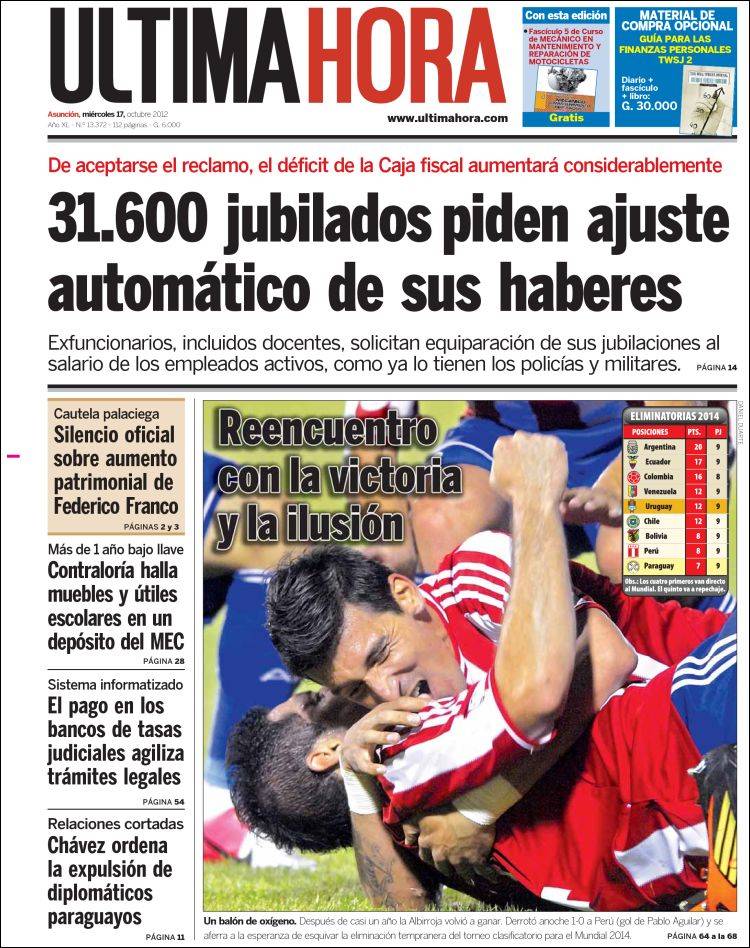 ULTIMA HORA
Asunción, miércoles 17, octubre 2012
Año XL - N° 13.372 - 112 páginas - G. 6.000
www.ultimahora.com
Con esta edición
• Fascículo 5 de Curso
de MECÁNICO EN
MANTENIMIENTO Y
REPARACIÓN DE
MOTOCICLETAS
Gratis
MATERIAL DE
COMPRA OPCIONAL
GUÍA PARA LAS
FINANZAS PERSONALES
TWSJ 2
Diario +
fascículo
+ libro:
G. 30.000
De aceptarse el reclamo, el déficit de la Caja fiscal aumentará considerablemente
31.600 jubilados piden ajuste
automático de sus haberes
Exfuncionarios, incluidos docentes, solicitan equiparación de sus jubilaciones al
salario de los empleados activos, como ya lo tienen los policías y militares. PÁGINA 14
Cautela palaciega
Silencio oficial
sobre aumento
patrimonial de
Federico Franco
PÁGINAS 2 y 3
Más de 1 año bajo llave
Contraloría halla
muebles y útiles
escolares en un
depósito del MEC
PÁGINA 28
Sistema informatizado
El pago en los
bancos de tasas
judiciales agiliza
trámites legales
PÁGINA 54
Relaciones cortadas
Chávez ordena
la expulsión de
diplomáticos
paraguayos
PÁGINA 11
Reencuentro
con la victoria
y la ilusión
ELIMINATORIAS 2014
POSICIONES PTS. PJ
Argentina 20 9
Ecuador 17 9
Colombia 16 8
Venezuela 12 9
Uruguay 12 9
Chile 12 9
Bolivia 8 9
Perú 8 9
Paraguay 7 9
Obs.: Los cuatro primeros van directo
al Mundial. El quinto va a repechaje.
DANIEL DUARTE
Un balón de oxígeno. Después de casi un año la Albirroja volvió a ganar. Derrotó anoche 1-0 a Perú (gol de Pablo Aguilar) y se
aferra a la esperanza de esquivar la eliminación tempranera del torneo clasificatorio para el Mundial 2014. PÁGINA 64 a la 68